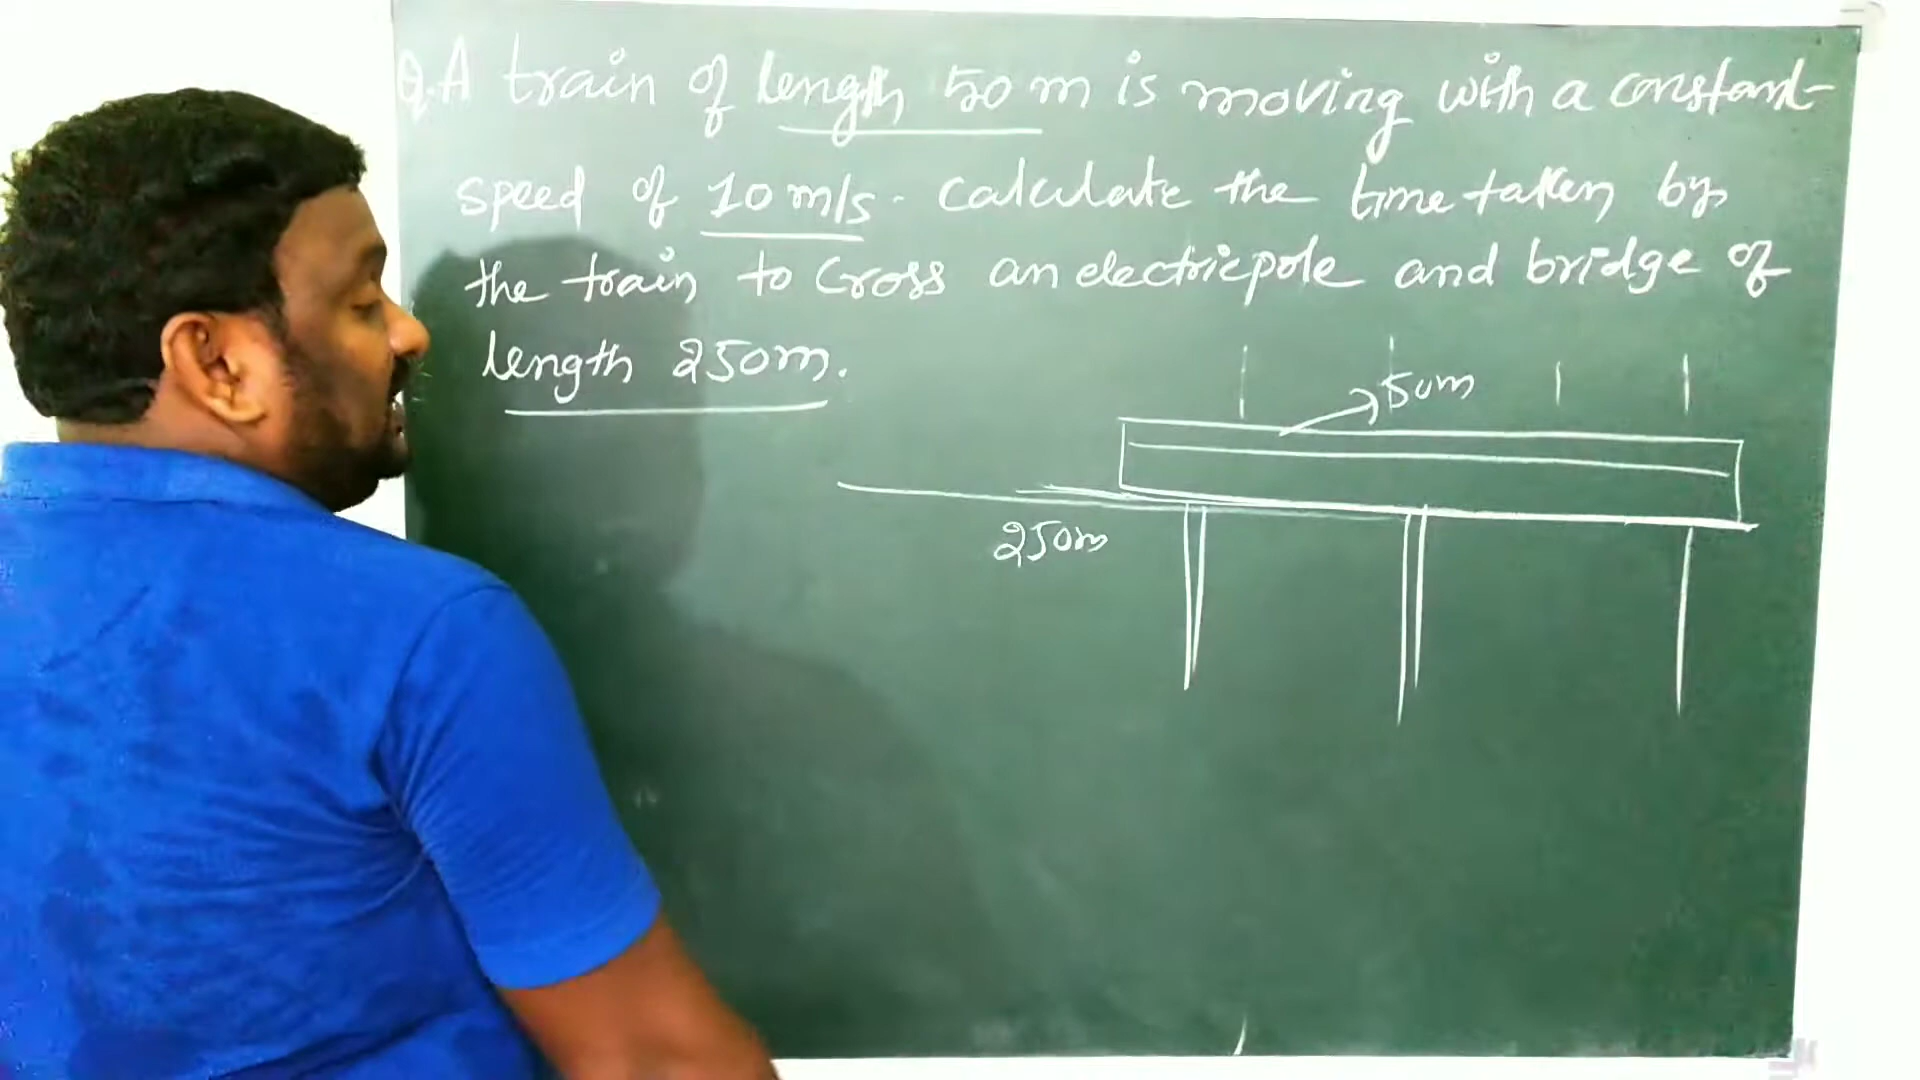 Q.A train of length 50 m is moving with a constant
speed of 10 m/s. calculate the time taken by
the train to cross an electricpole and bridge of
length 250m.
50m
250m